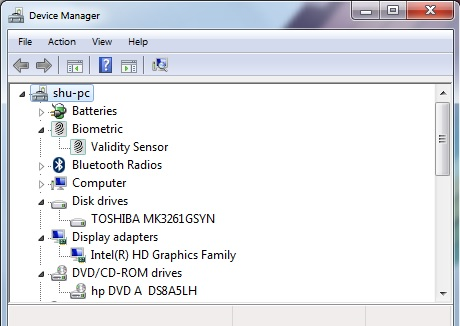 Device Manager
File Action View Help
shu-pc
Batteries
Biometric
Validity Sensor
Bluetooth Radios
Computer
Disk drives
TOSHIBA MK3261GSYN
Display adapters
Intel(R) HD Graphics Family
DVD/CD-ROM drives
hp DVD A DS8A5LH